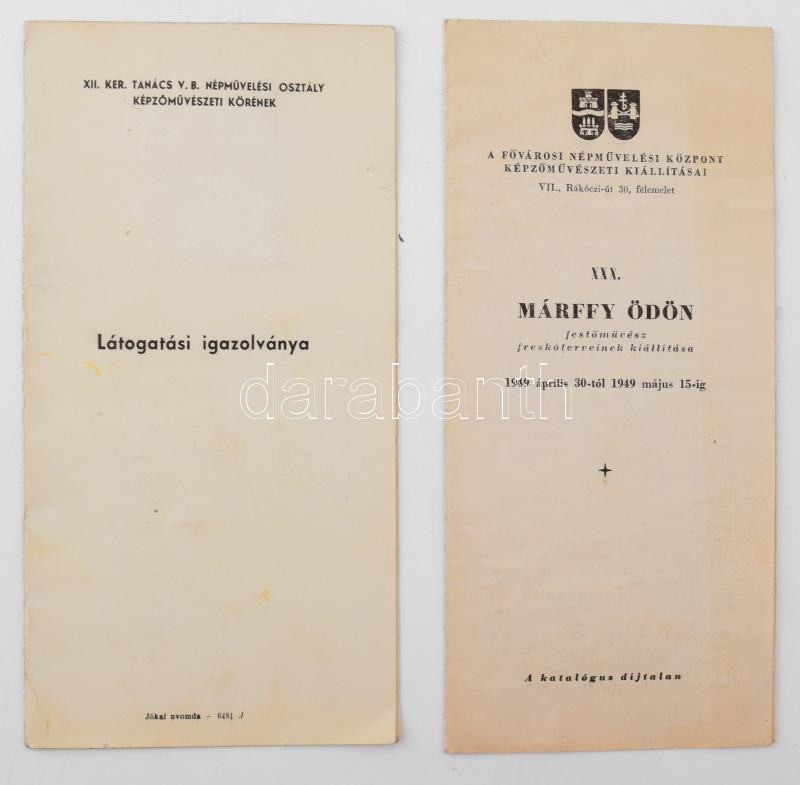 XII. KER. TANÁCS V. B. NÉPMŰVELÉSI OSZTÁLY
KÉPZŐMŰVÉSZETI KÖRÉNEK
Látogatási igazolványa
Jókai nyomda - 6481 J
A FŐVÁROSI NÉPMŰVELÉSI KÖZPONT
KÉPZŐMŰVÉSZETI KIÁLLÍTÁSAI
VII., Rákóczi-út 30, félemelet
XXX.
MÁRFFY ÖDÖN
festőművész
freskóterveinek kiállítása
1949 április 30-tól 1949 május 15-ig
A katalógus díjtalan
darabanth